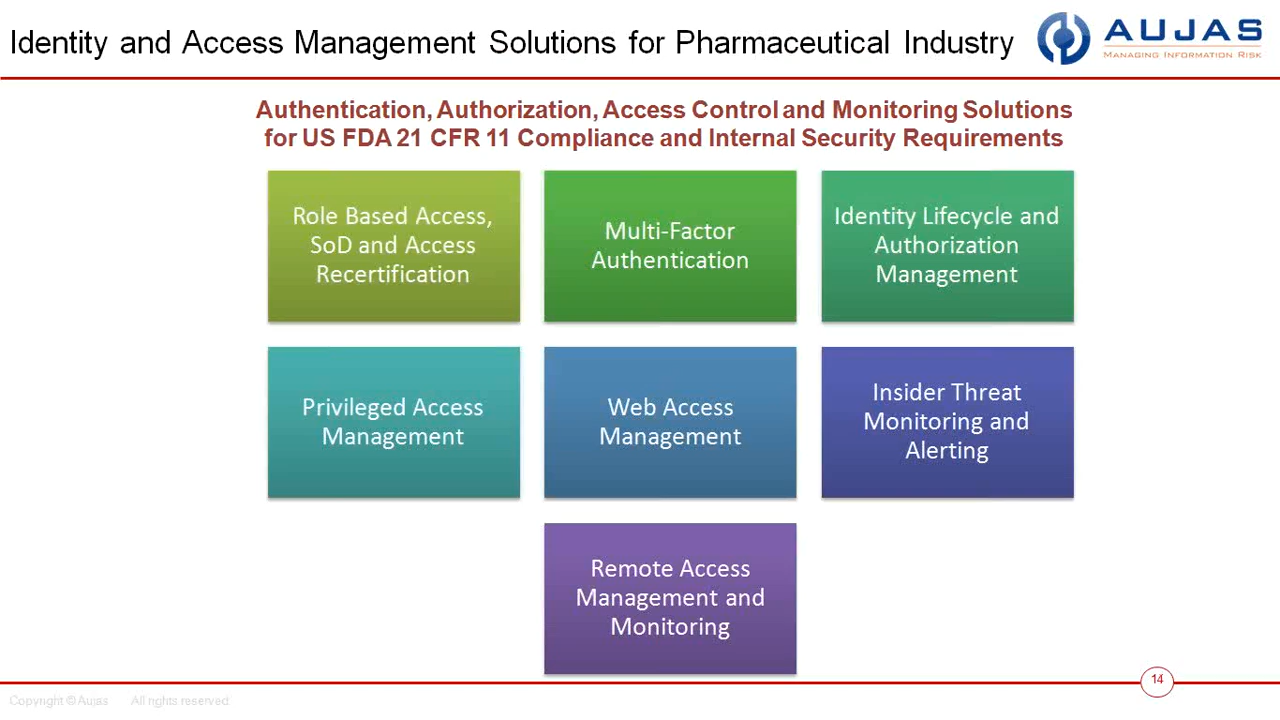 Identity and Access Management Solutions for Pharmaceutical Industry
AUJAS
MANAGING INFORMATION RISK
Authentication, Authorization, Access Control and Monitoring Solutions
for US FDA 21 CFR 11 Compliance and Internal Security Requirements
Role Based Access,
SoD and Access
Recertification
Multi-Factor
Authentication
Identity Lifecycle and
Authorization
Management
Privileged Access
Management
Web Access
Management
Insider Threat
Monitoring and
Alerting
Remote Access
Management and
Monitoring
14
Copyright © Aujas All rights reserved.